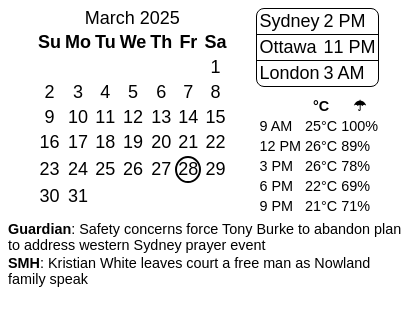 March 2025
Su Mo Tu We Th Fr Sa
1
2 3 4 5 6 7 8
9 10 11 12 13 14 15
16 17 18 19 20 21 22
23 24 25 26 27 28 29
30 31
Sydney 2 PM
Ottawa 11 PM
London 3 AM
°C ☂
9 AM 25°C 100%
12 PM 26°C 89%
3 PM 26°C 78%
6 PM 22°C 69%
9 PM 21°C 71%
Guardian: Safety concerns force Tony Burke to abandon plan
to address western Sydney prayer event
SMH: Kristian White leaves court a free man as Nowland
family speak